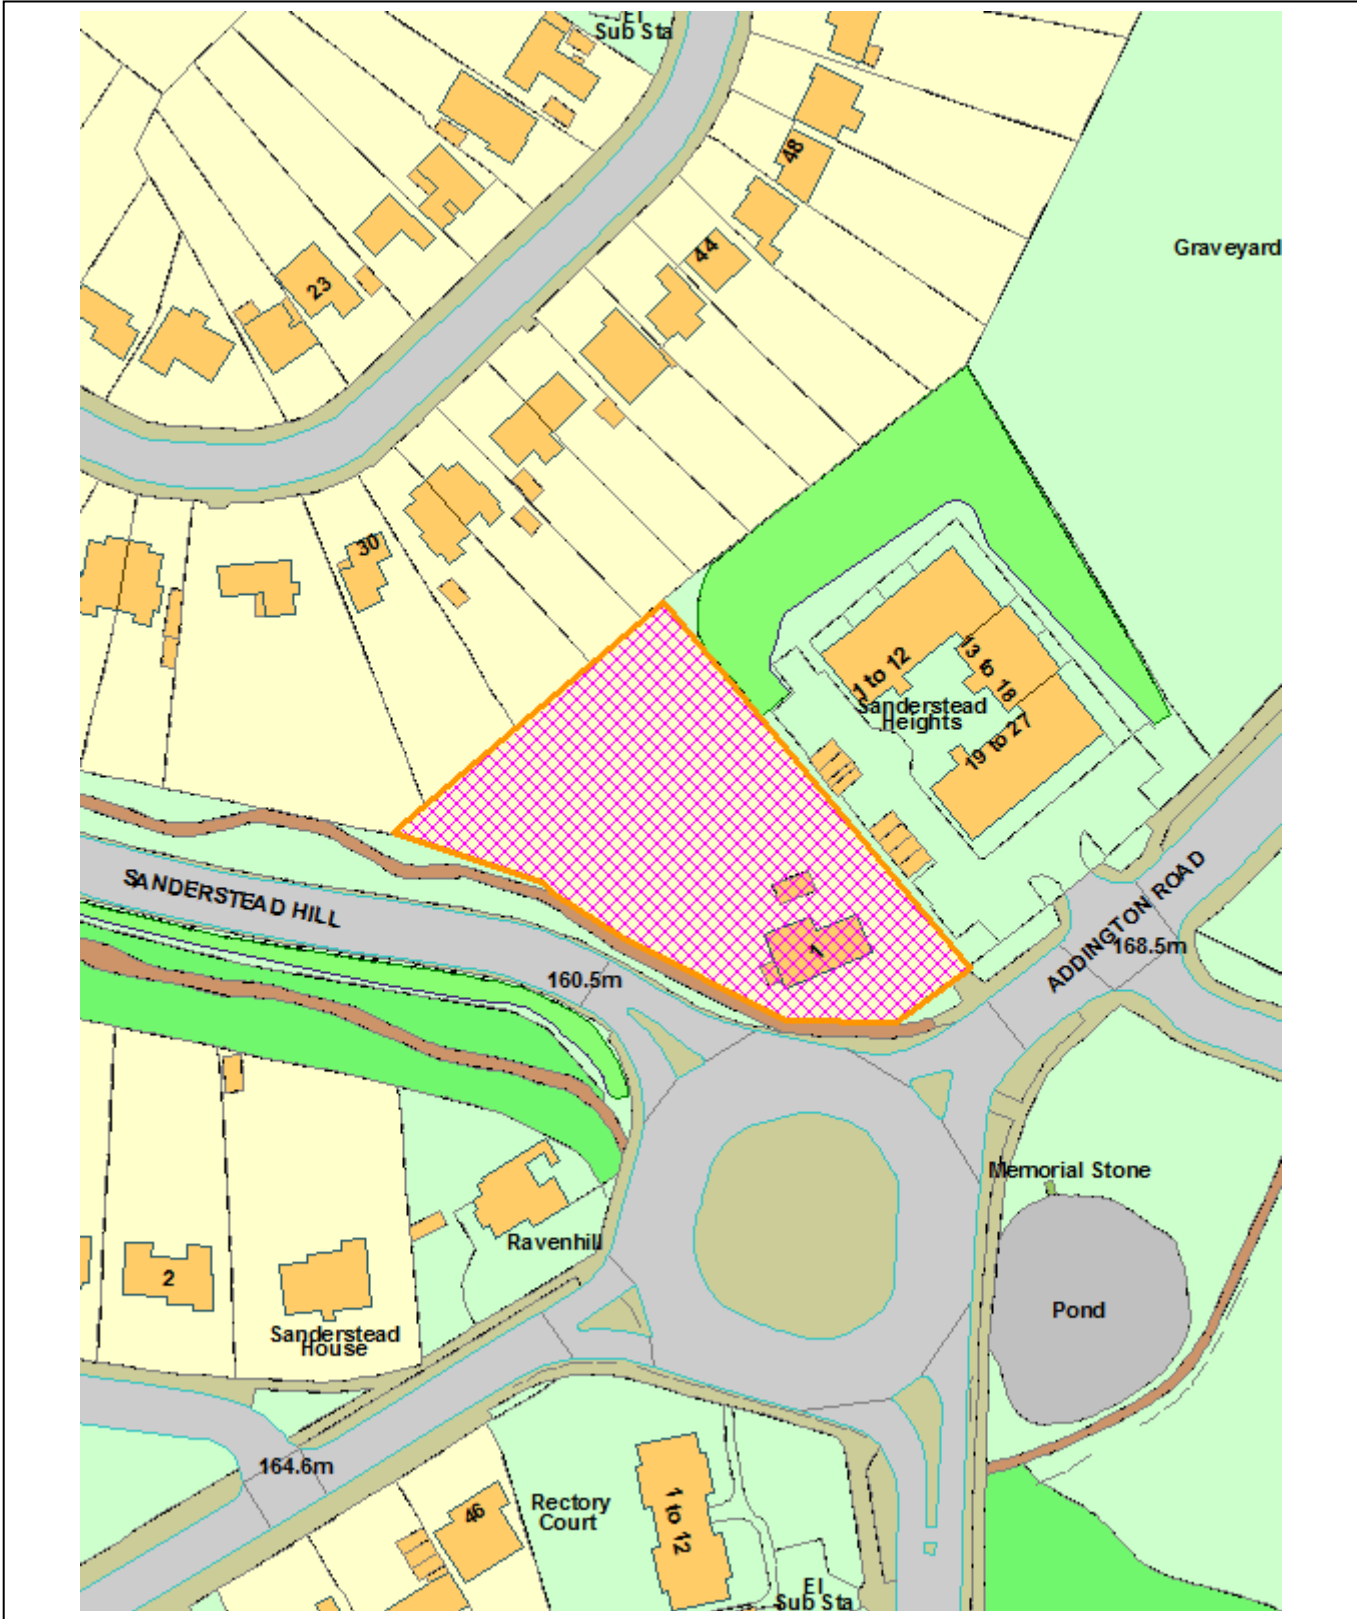 El
Sub Sta
48
Graveyard
44
23
30
1 to 12
13 to 18
Sanderstead
Heights
19 to 27
SANDERSTEAD HILL
ADDINGTON ROAD
168.5m
1
160.5m
Memorial Stone
Ravenhill
2
Pond
Sanderstead
House
164.6m
46
Rectory
Court
1 to 12
El
Sub Sta